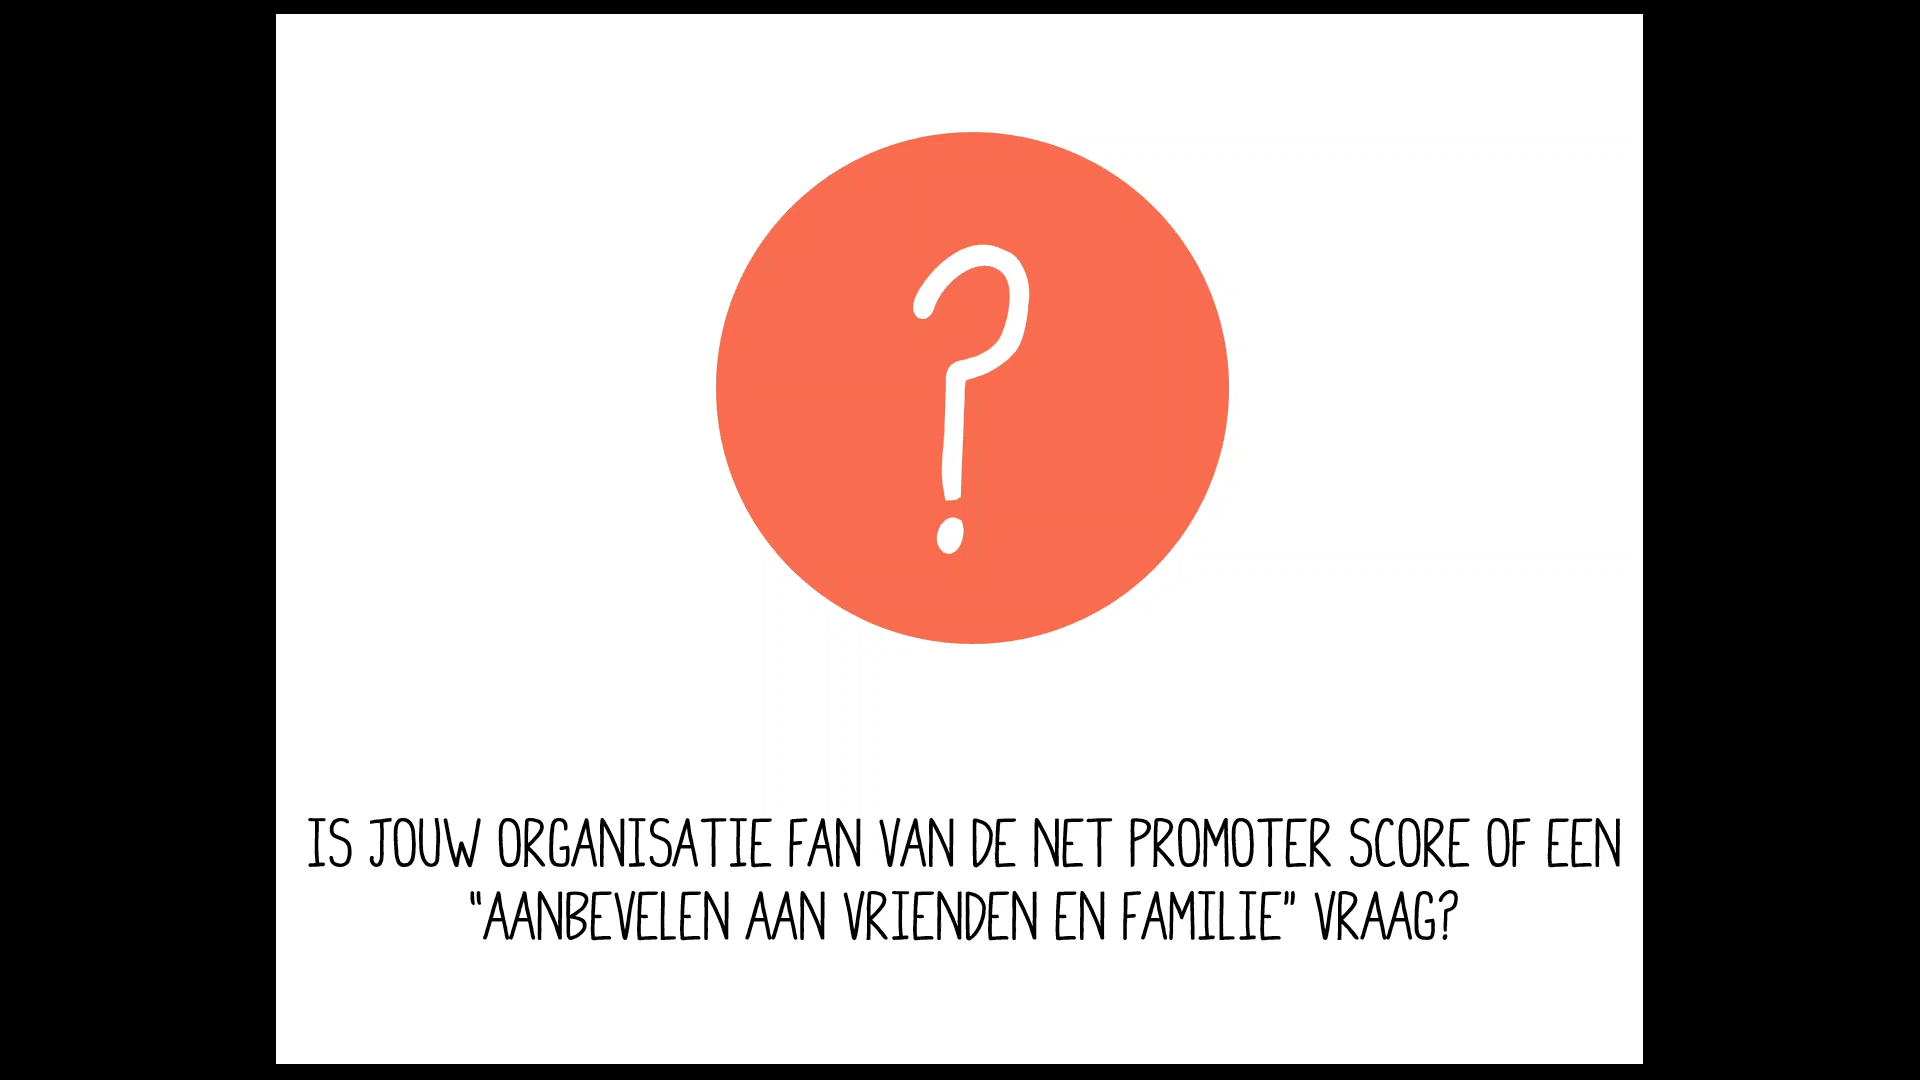 ?
IS JOUW ORGANISATIE FAN VAN DE NET PROMOTER SCORE OF EEN
"AANBEVELEN AAN VRIENDEN EN FAMILIE" VRAAG?